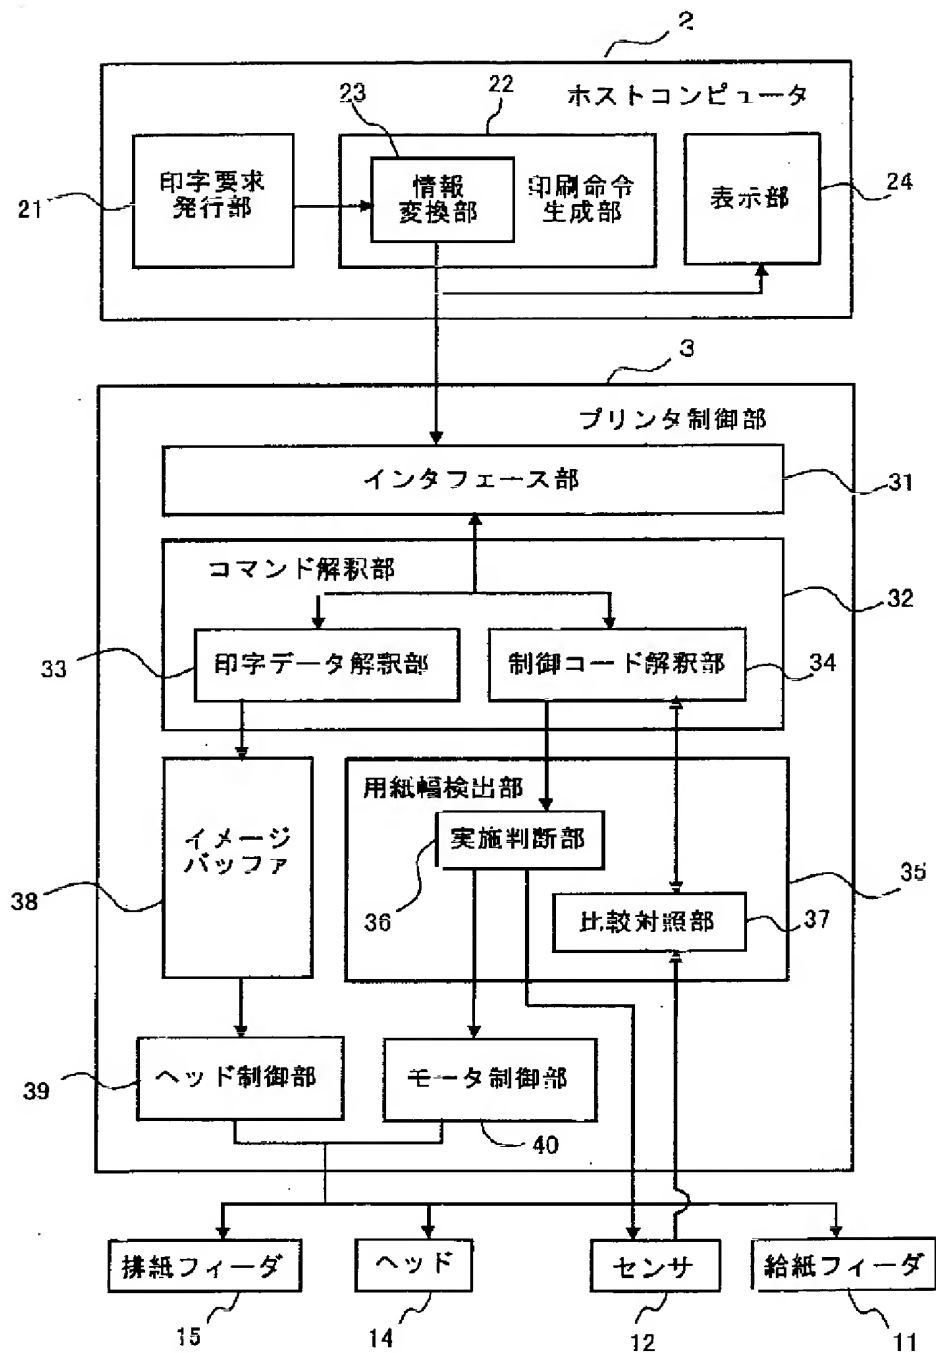 2
ホストコンピュータ
23
22
印字要求
発行部
情報
変換部
印刷命令
生成部
表示部
21
24
3
プリンタ制御部
インタフェース部
31
コマンド解釈部
32
印字データ解釈部
制御コード解釈部
33
34
用紙幅検出部
イメージ
バッファ
実施判断部
35
38
36
比較対照部
37
ヘッド制御部
モータ制御部
39
40
排紙フィーダ
ヘッド
センサ
給紙フィーダ
15
14
12
11